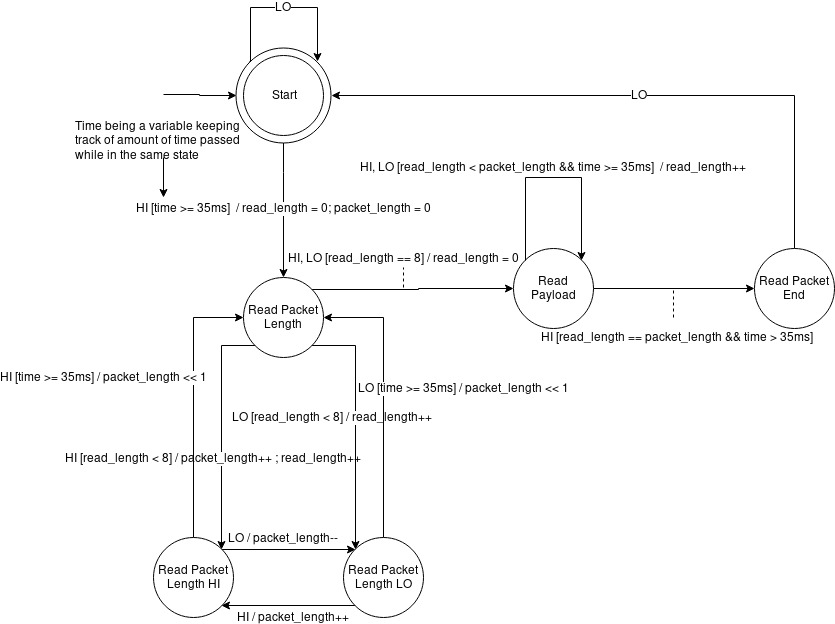 LO
Start
LO
Time being a variable keeping
track of amount of time passed
while in the same state
HI, LO [read_length < packet_length && time >= 35ms] / read_length++
HI [time >= 35ms] / read_length = 0; packet_length = 0
HI, LO [read_length == 8] / read_length = 0
Read
Payload
Read Packet
End
Read Packet
Length
HI [read_length == packet_length && time > 35ms]
HI [time >= 35ms] / packet_length << 1
LO [time >= 35ms] / packet_length << 1
LO [read_length < 8] / read_length++
HI [read_length < 8] / packet_length++ ; read_length++
LO / packet_length--
Read Packet
Length HI
Read Packet
Length LO
HI / packet_length++